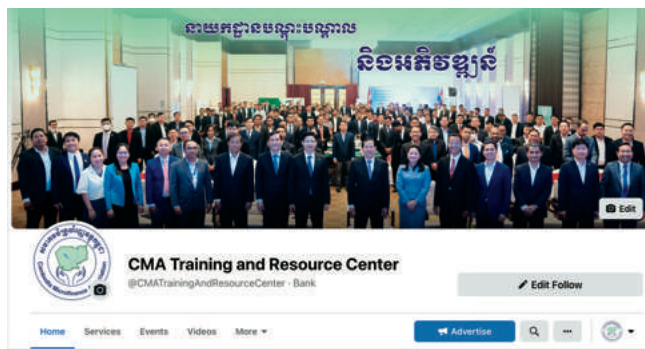 នាយកដ្ឋានបណ្តុះបណ្តាល
និងអភិវឌ្ឍន៍
Edit
CMA Training and Resource Center
@CMATrainingAndResourceCenter · Bank
Edit Follow
Home Services Events Videos More
Advertise